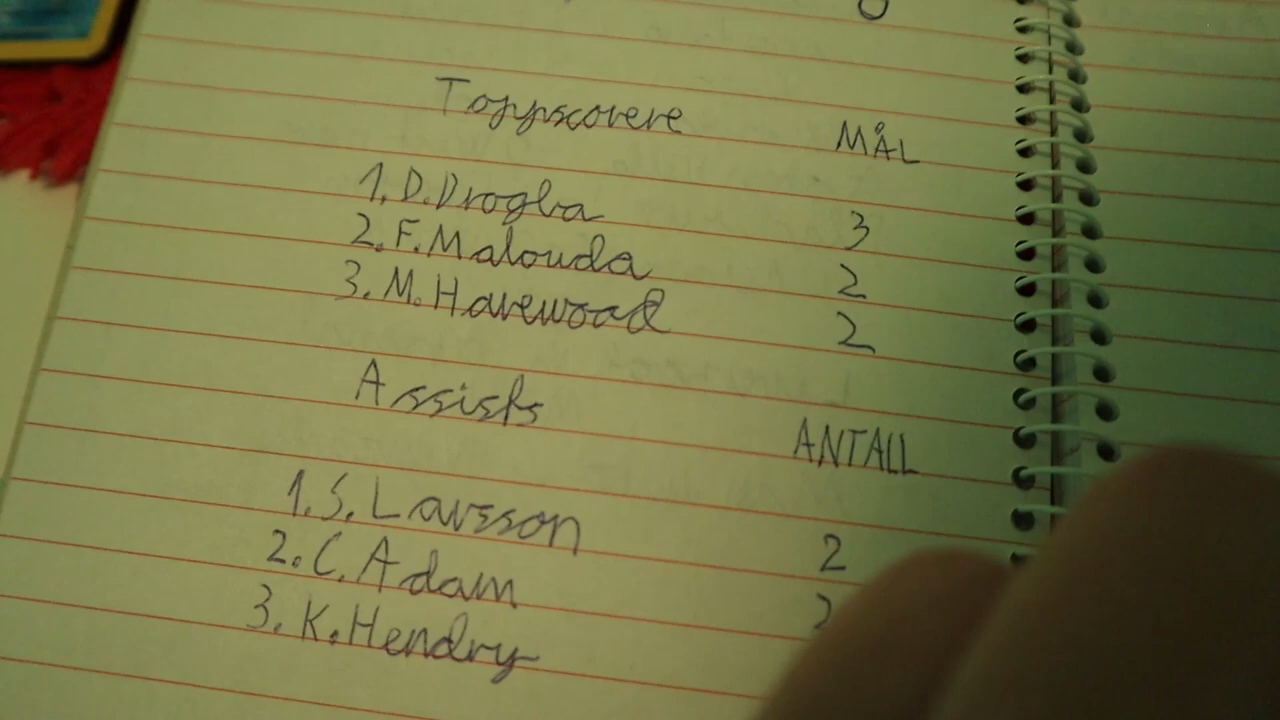 Toppscorere MÅL
1. D. Drogba 3
2. F. Malouda 2
3. M. Harewood 2
Assists ANTALL
1. S. Larsson 2
2. C. Adam
3. K. Hendry